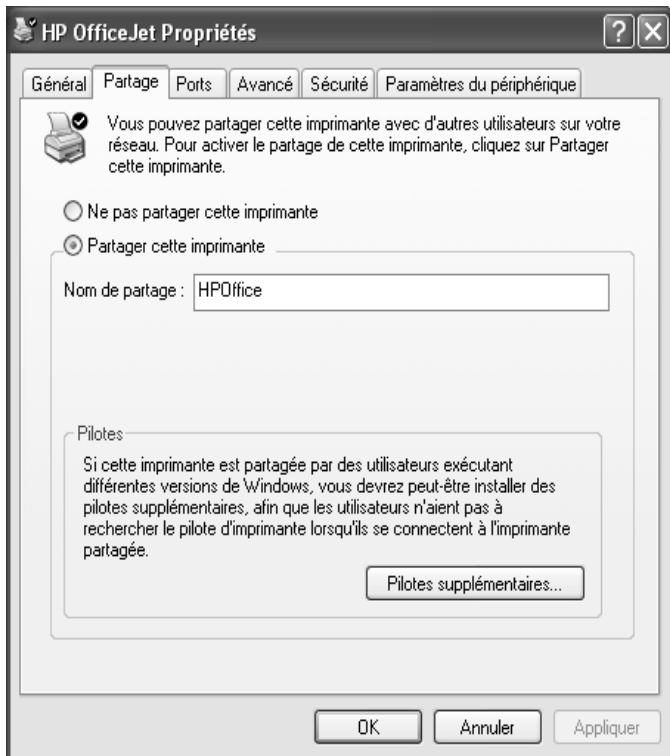 HP OfficeJet Propriétés
Général Partage Ports Avancé Sécurité Paramètres du périphérique
Vous pouvez partager cette imprimante avec d'autres utilisateurs sur votre
réseau. Pour activer le partage de cette imprimante, cliquez sur Partager
cette imprimante.
Ne pas partager cette imprimante
Partager cette imprimante
Nom de partage : HPOffice
Pilotes
Si cette imprimante est partagée par des utilisateurs exécutant
différentes versions de Windows, vous devrez peut-être installer des
pilotes supplémentaires, afin que les utilisateurs n'aient pas à
rechercher le pilote d'imprimante lorsqu'ils se connectent à l'imprimante
partagée.
Pilotes supplémentaires...
OK Annuler Appliquer